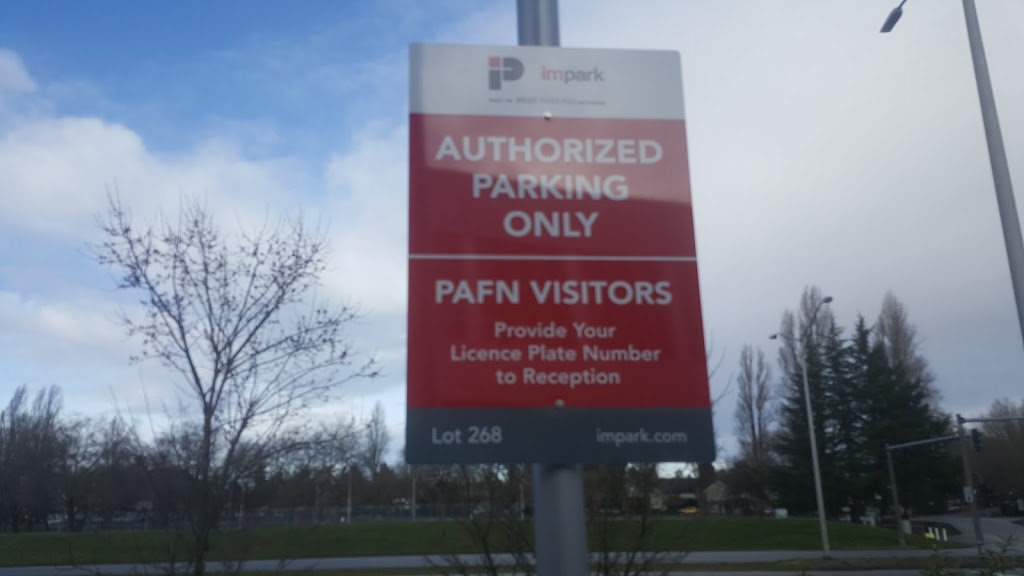 impark
AUTHORIZED
PARKING
ONLY
PAFN VISITORS
Provide Your
Licence Plate Number
to Reception
Lot 268 impark.com